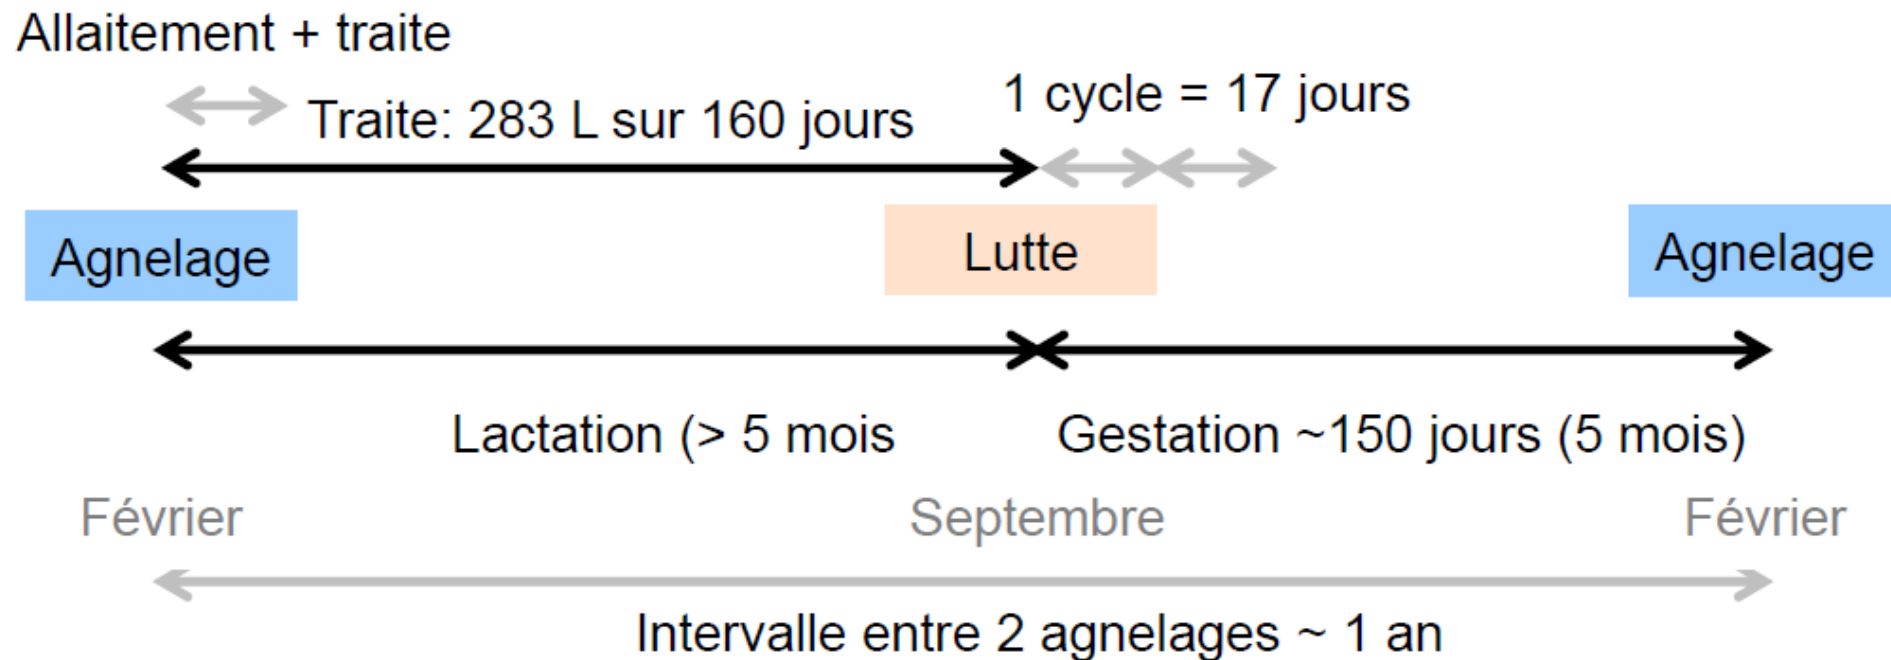 Allaitement + traite
1 cycle = 17 jours
Traite: 283 L sur 160 jours
Agnelage
Lutte
Agnelage
Lactation (> 5 mois
Gestation ~150 jours (5 mois)
Février
Septembre
Février
Intervalle entre 2 agnelages ~ 1 an